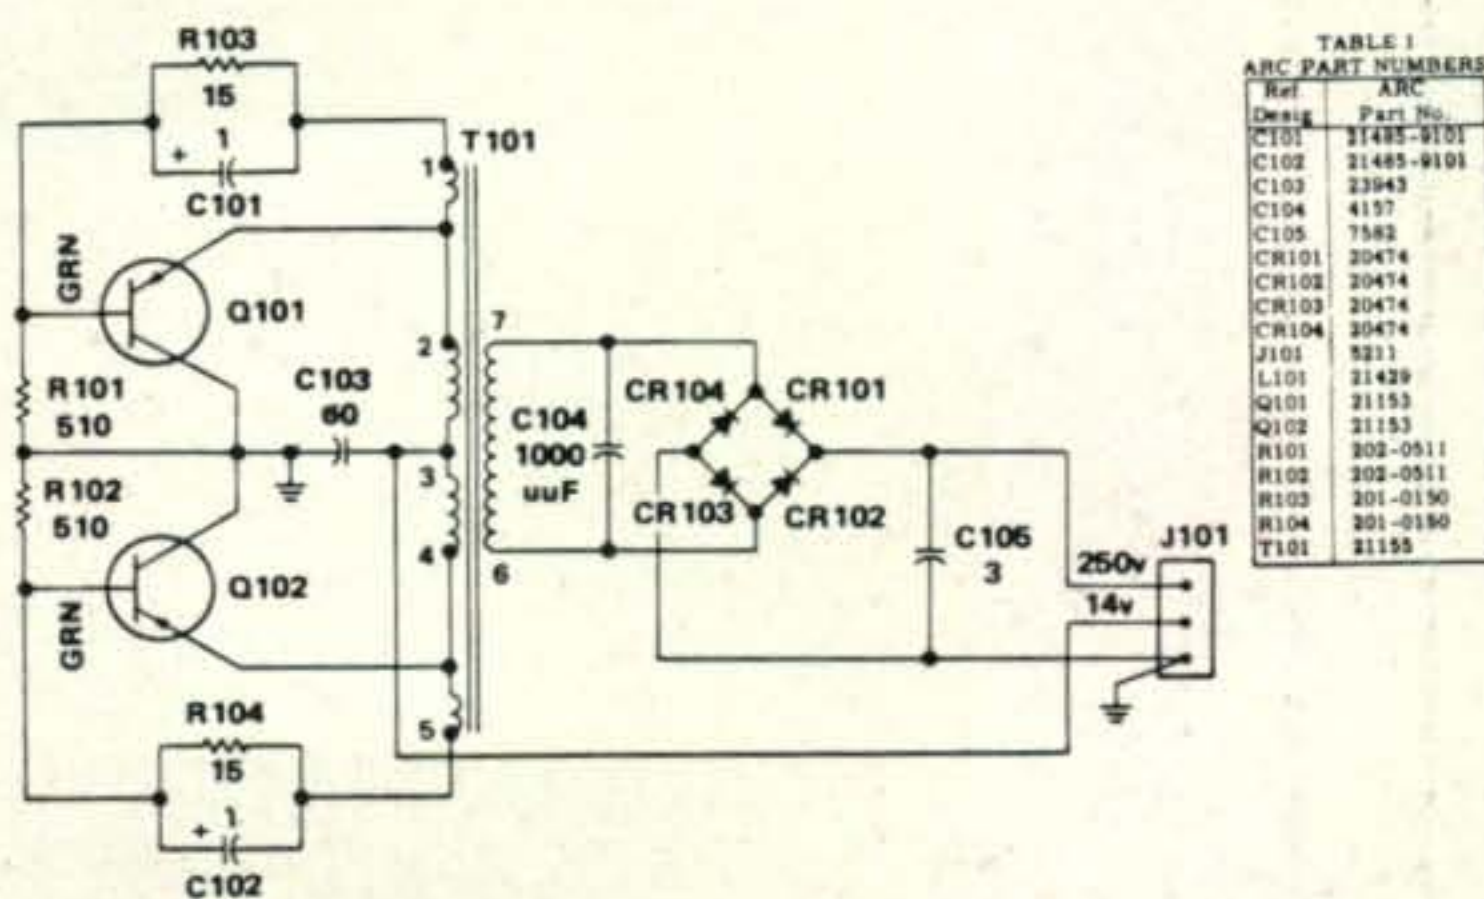 R103
15
1
+
C101
T101
1
GRN
Q101
2
7
R101
510
C103
60
CR104
CR101
C104
1000
uuF
3
R102
510
CR103
CR102
4
6
C105
3
J101
Q102
250v
14v
GRN
R104
15
5
1
+
C102
TABLE 1
ARC PART NUMBERS
Ref Desig ARC Part No.
C101 21485-9101
C102 21485-9101
C103 23943
C104 4157
C105 7582
CR101 20474
CR102 20474
CR103 20474
CR104 20474
J101 5211
L101 21429
Q101 21153
Q102 21153
R101 202-0511
R102 202-0511
R103 201-0150
R104 201-0150
T101 21155